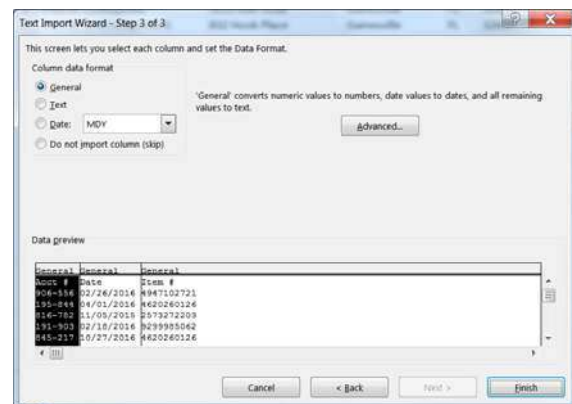 Text Import Wizard - Step 3 of 3
This screen lets you select each column and set the Data Format.
Column data format
General
Text
Date: MDY
Do not import column (skip)
'General' converts numeric values to numbers, date values to dates, and all remaining
values to text.
Advanced...
Data preview
General General General
Acct # Date Item #
906-556 02/26/2016 4947102721
195-844 04/01/2016 4620260126
816-782 11/05/2015 2573272203
191-903 02/18/2016 9299985062
845-217 10/27/2016 4620260126
Cancel < Back Next > Finish